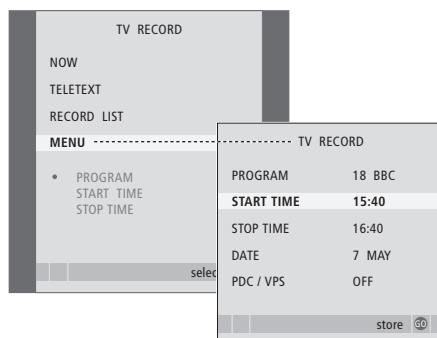 TV RECORD
NOW
TELETEXT
RECORD LIST
MENU
• PROGRAM
START TIME
STOP TIME
selec
TV RECORD
PROGRAM 18 BBC
START TIME 15:40
STOP TIME 16:40
DATE 7 MAY
PDC / VPS OFF
store GO